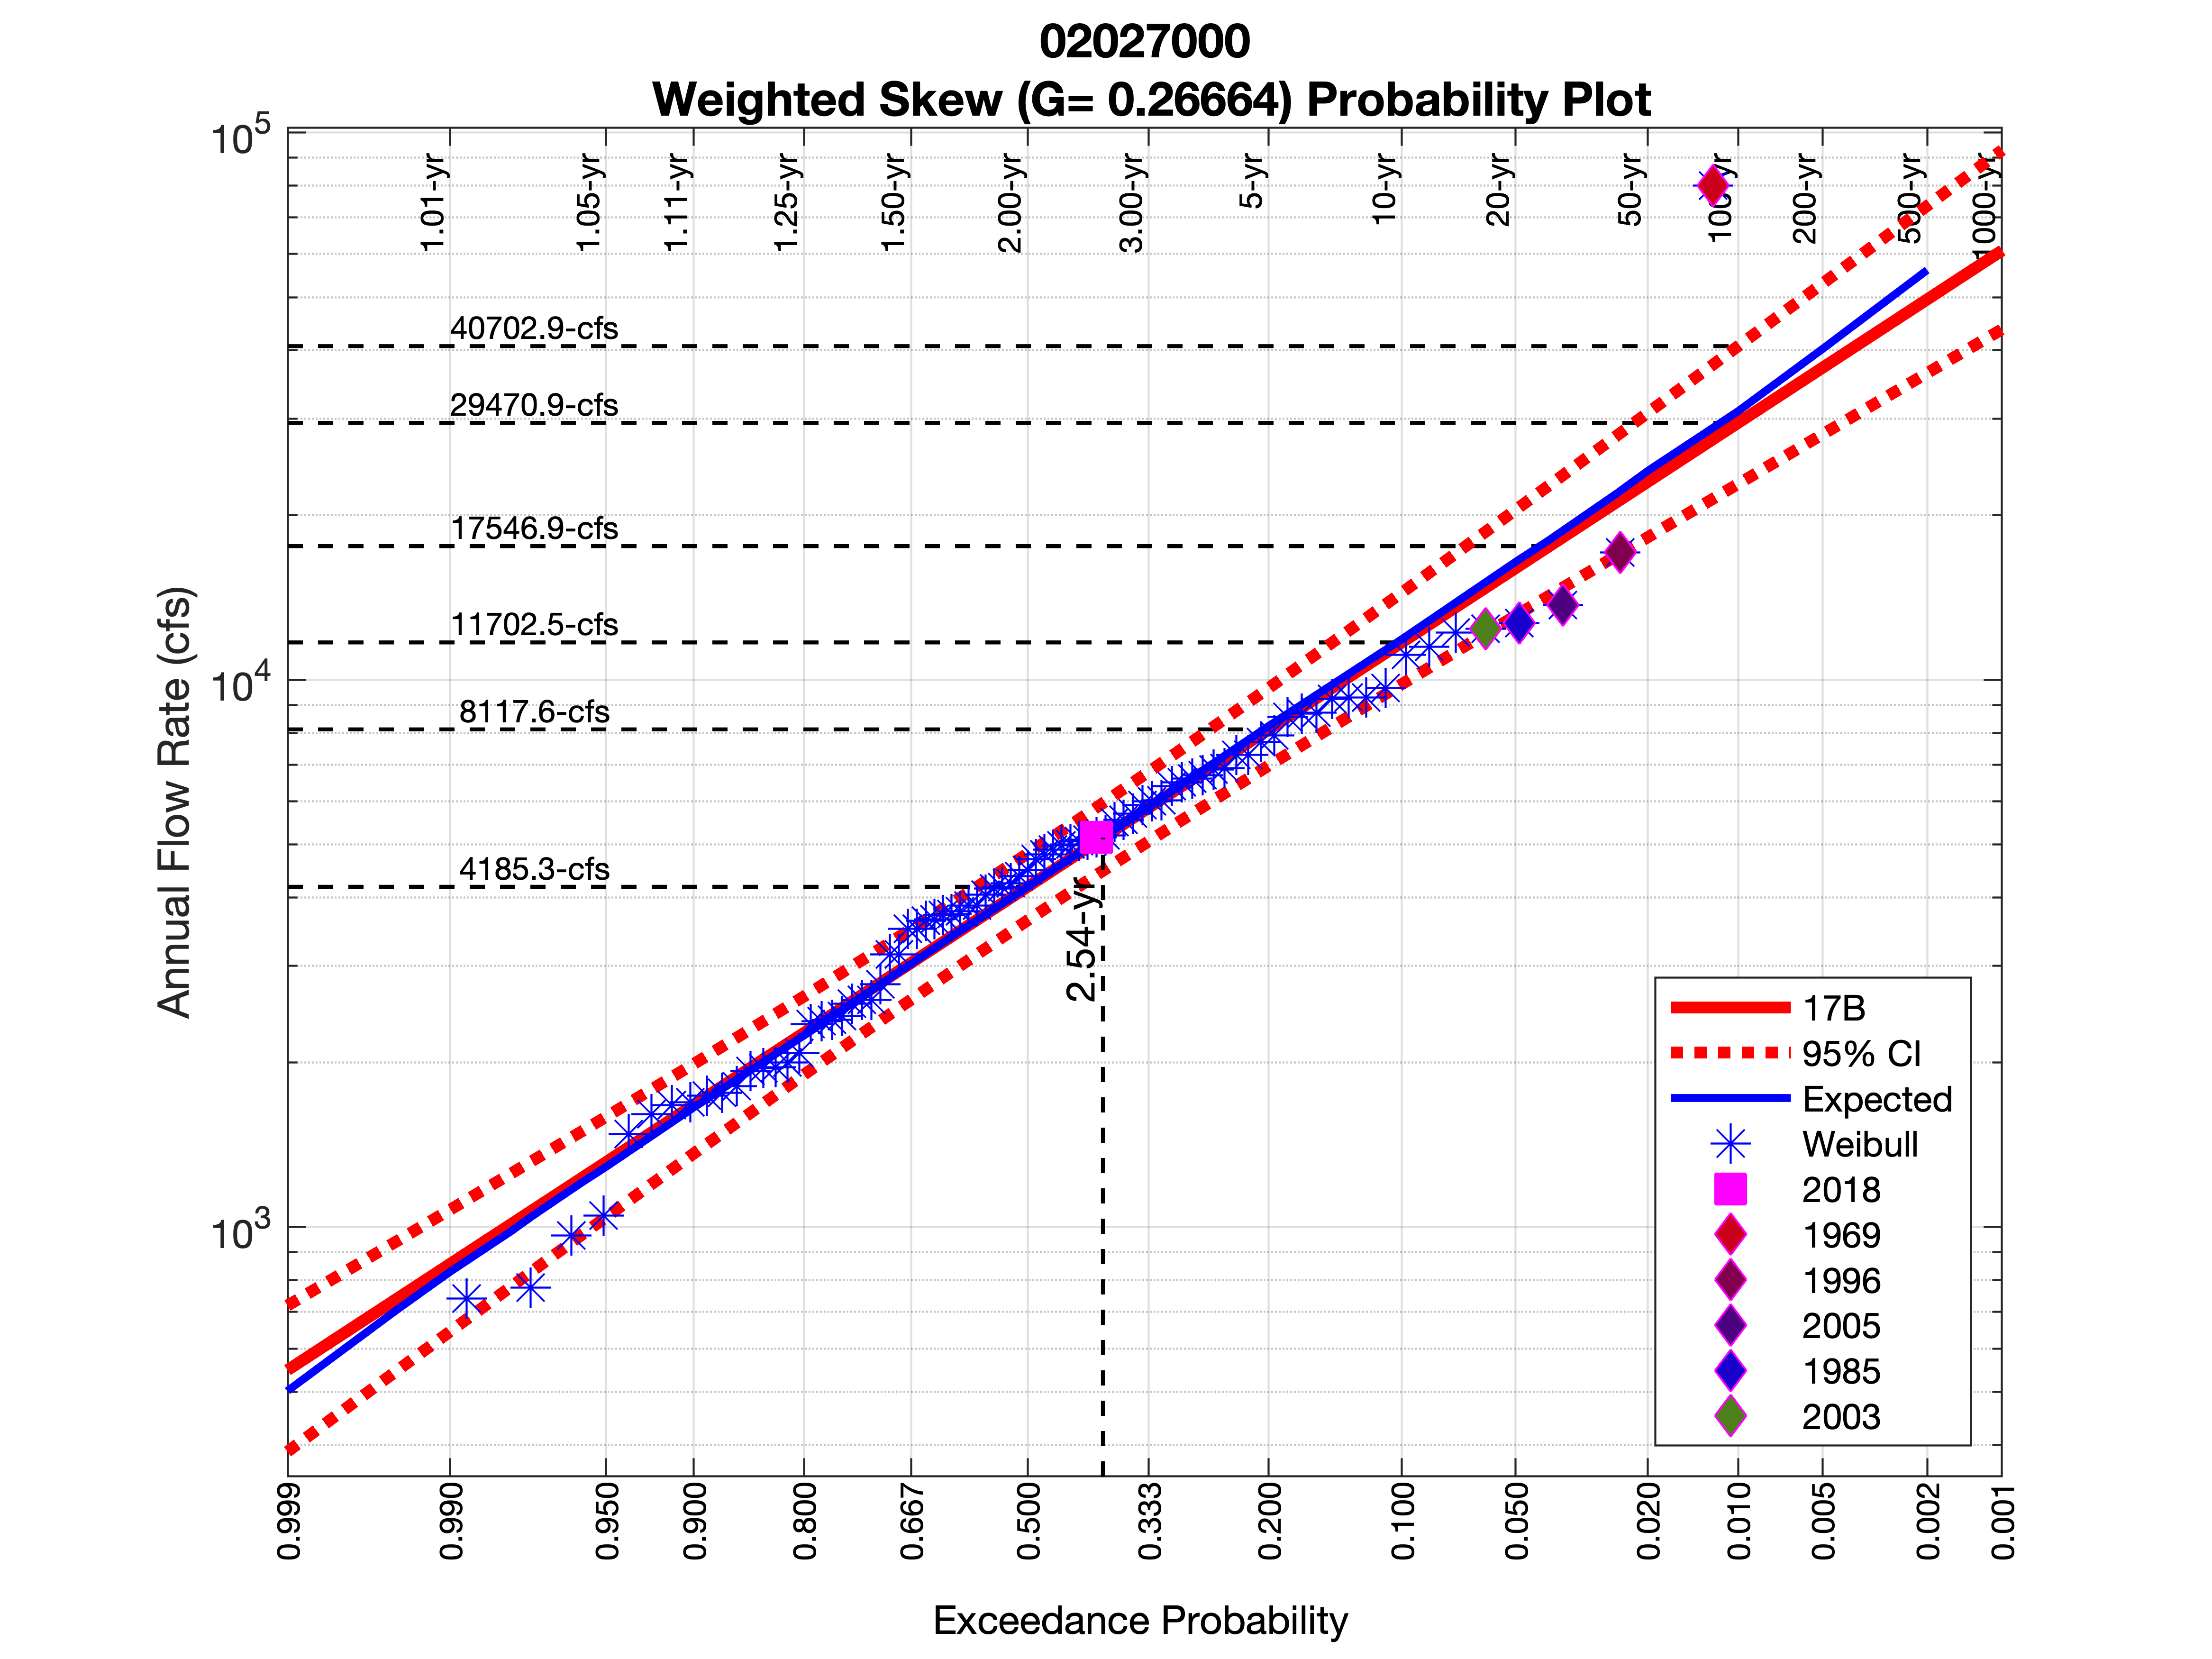 02027000
Weighted Skew (G= 0.26664) Probability Plot
10^5
10^4
10^3
Annual Flow Rate (cfs)
1.01-yr
1.05-yr
1.11-yr
1.25-yr
1.50-yr
2.00-yr
3.00-yr
5-yr
10-yr
20-yr
50-yr
100-yr
200-yr
500-yr
1000-yr
40702.9-cfs
29470.9-cfs
17546.9-cfs
11702.5-cfs
8117.6-cfs
4185.3-cfs
2.54-yr
17B
95% CI
Expected
Weibull
2018
1969
1996
2005
1985
2003
0.999
0.990
0.950
0.900
0.800
0.667
0.500
0.333
0.200
0.100
0.050
0.020
0.010
0.005
0.002
0.001
Exceedance Probability